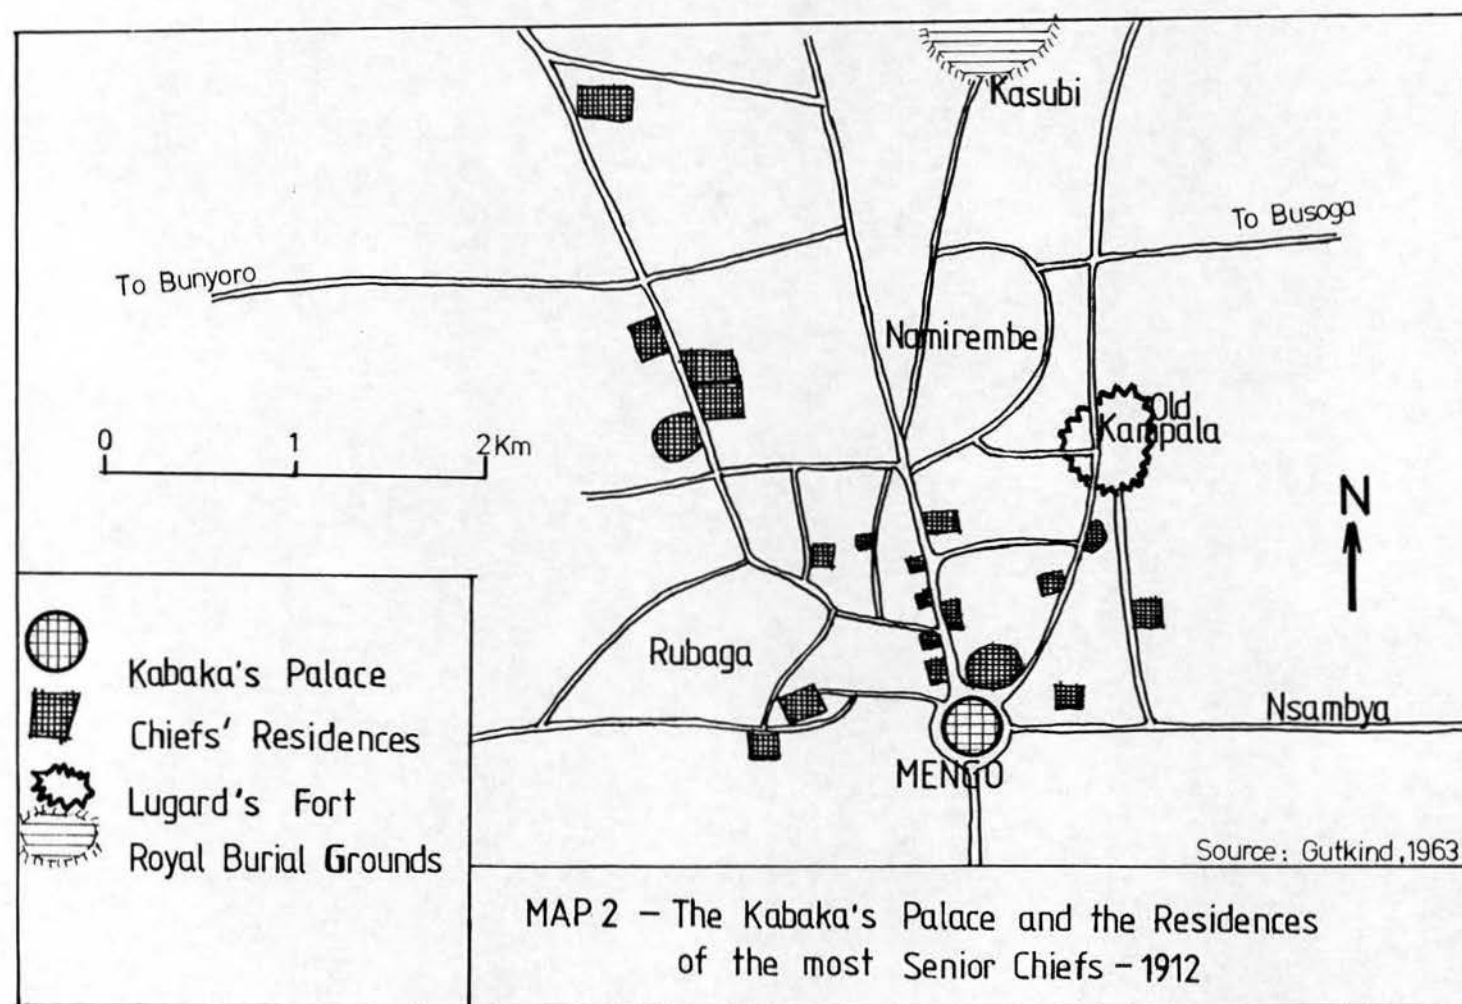 Kasubi
To Busoga
To Bunyoro
Namirembe
Old
Kampala
0 1 2Km
N
Rubaga
Nsambya
MENGO
Kabaka's Palace
Chiefs' Residences
Lugard's Fort
Royal Burial Grounds
Source: Gutkind, 1963
MAP 2 – The Kabaka's Palace and the Residences
of the most Senior Chiefs – 1912